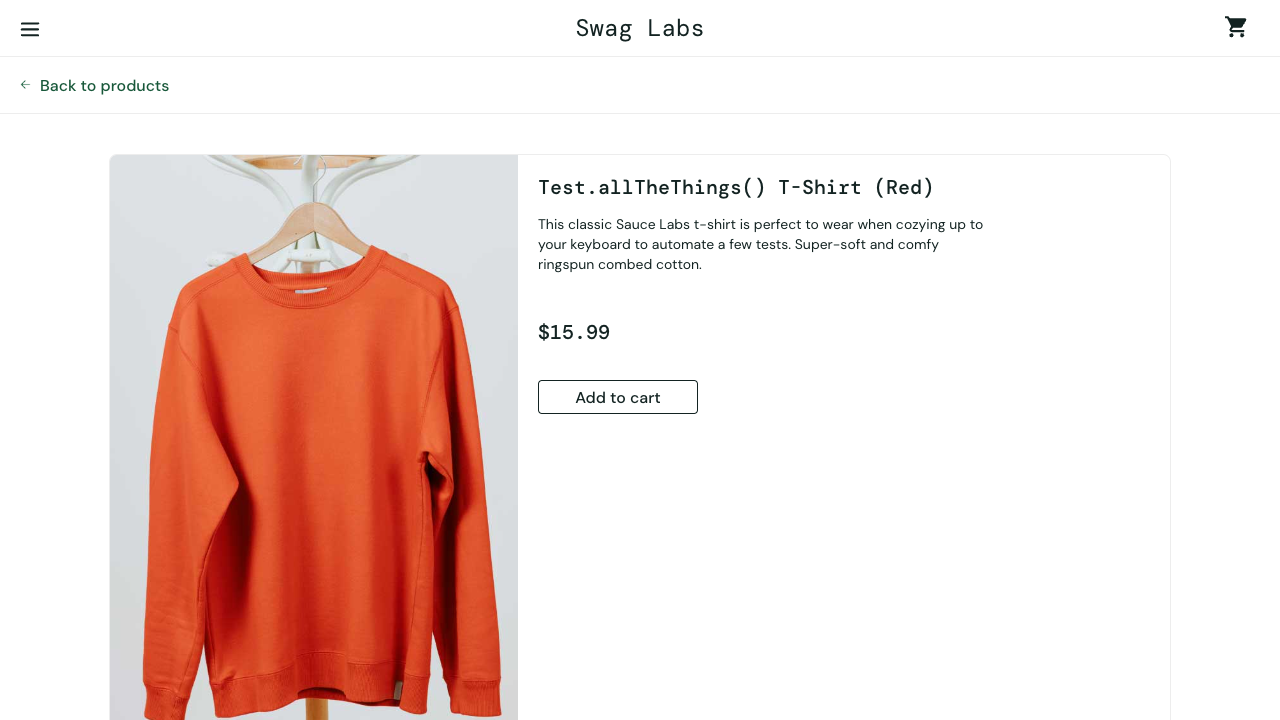 Swag Labs
Back to products
Test.allTheThings() T-Shirt (Red)
This classic Sauce Labs t-shirt is perfect to wear when cozying up to
your keyboard to automate a few tests. Super-soft and comfy
ringspun combed cotton.
$15.99
Add to cart